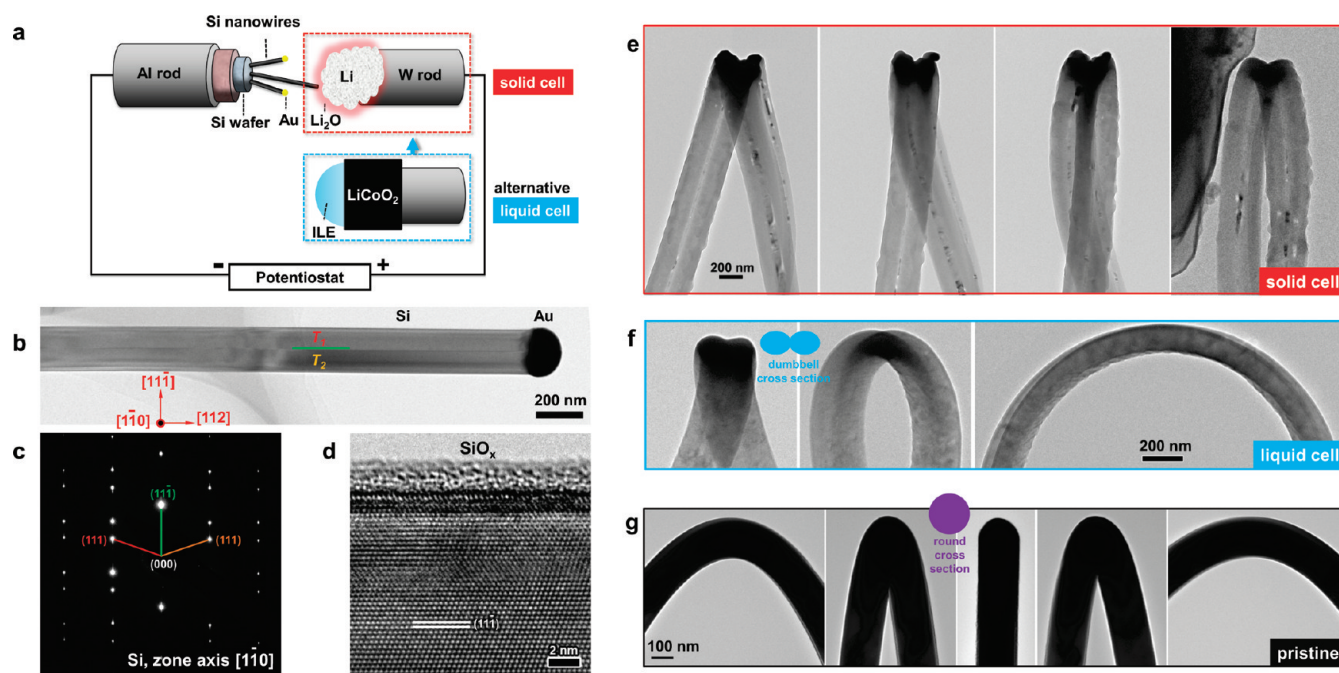 a
Si nanowires
Al rod
Li
W rod
solid cell
Si wafer
Au
Li₂O
LiCoO₂
alternative
liquid cell
ILE
−
Potentiostat
+
b
Si
Au
T₁
T₂
200 nm
[111̄]
[11̄0]
[112]
c
(111̄)
(111)
(111)
(000)
Si, zone axis [11̄0]
d
SiOₓ
(111̄)
2 nm
e
200 nm
solid cell
f
dumbbell
cross section
200 nm
liquid cell
g
round
cross
section
100 nm
pristine